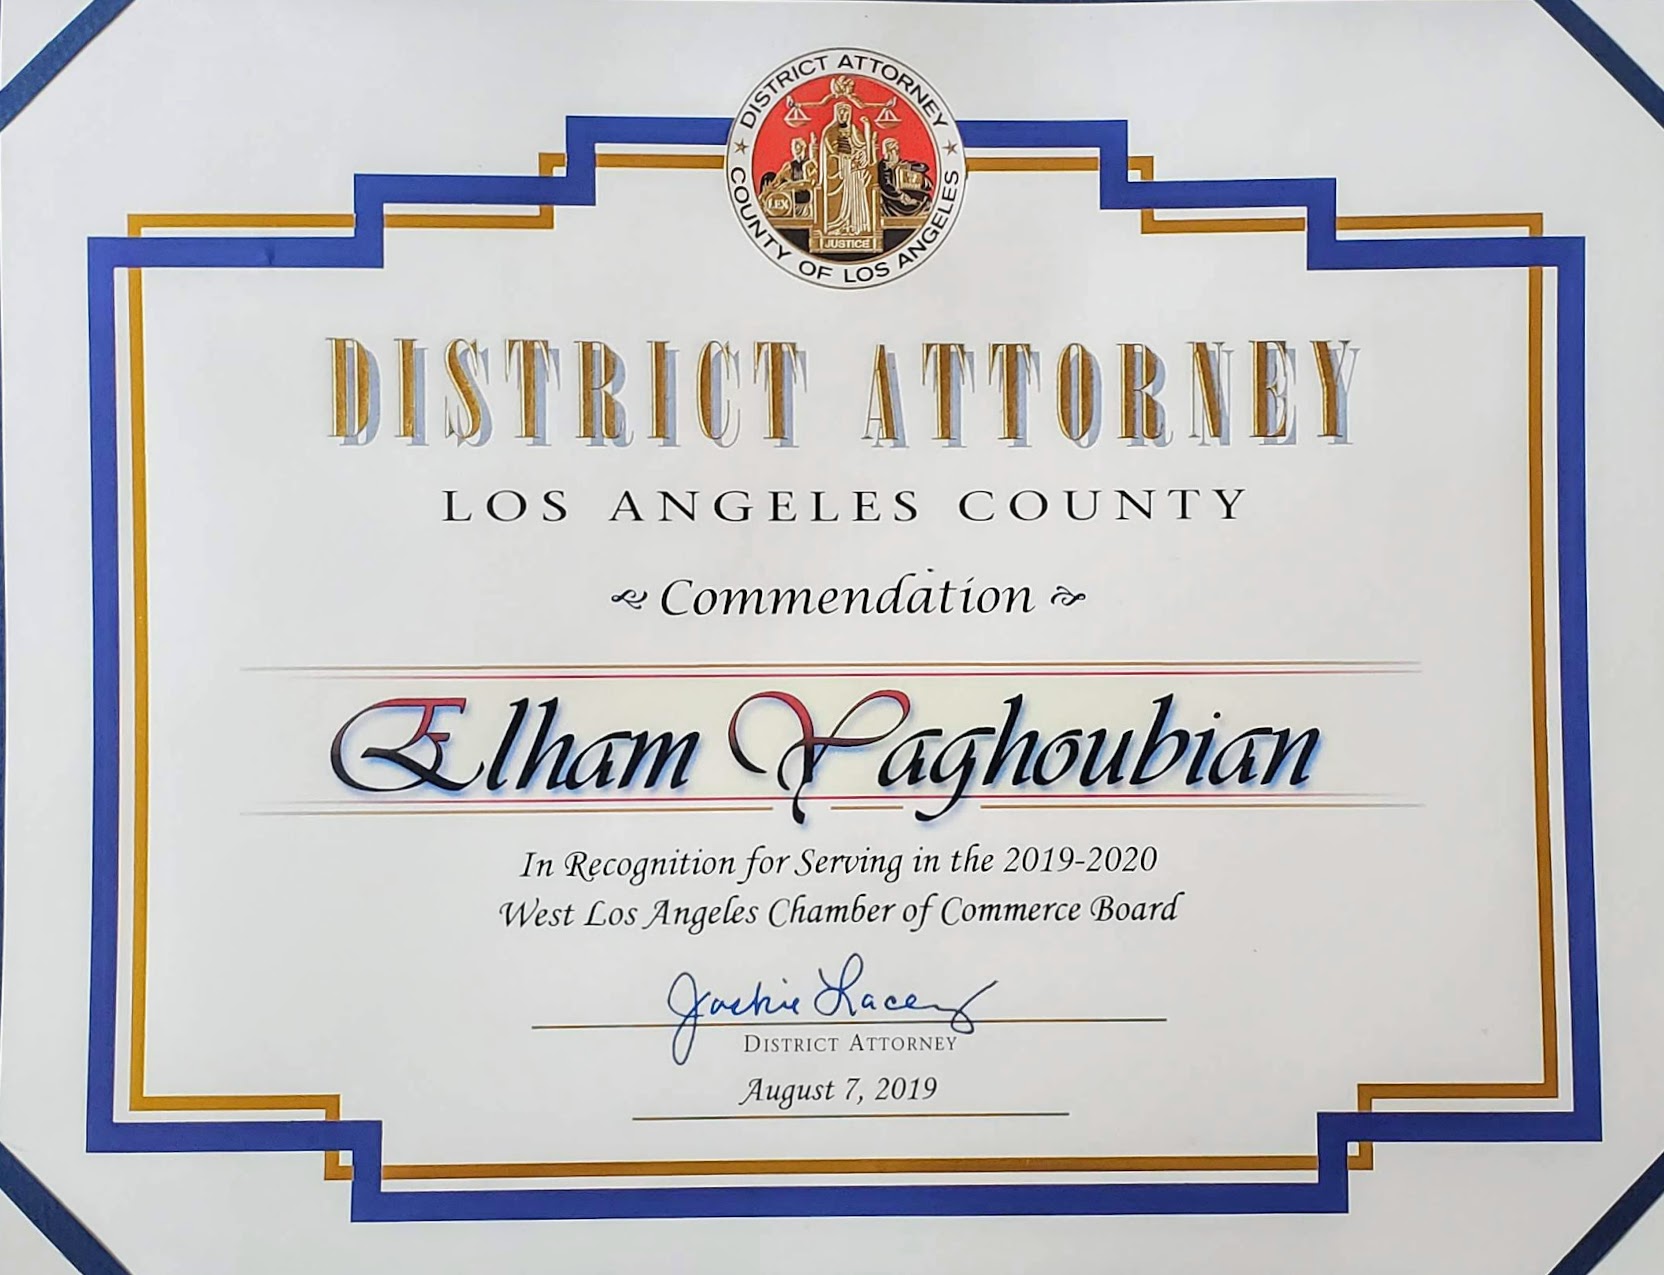 DISTRICT ATTORNEY
COUNTY OF LOS ANGELES
LEX
JUSTICE
DISTRICT ATTORNEY
LOS ANGELES COUNTY
Commendation
Elham Yaghoubian
In Recognition for Serving in the 2019-2020
West Los Angeles Chamber of Commerce Board
Jackie Lacey
DISTRICT ATTORNEY
August 7, 2019